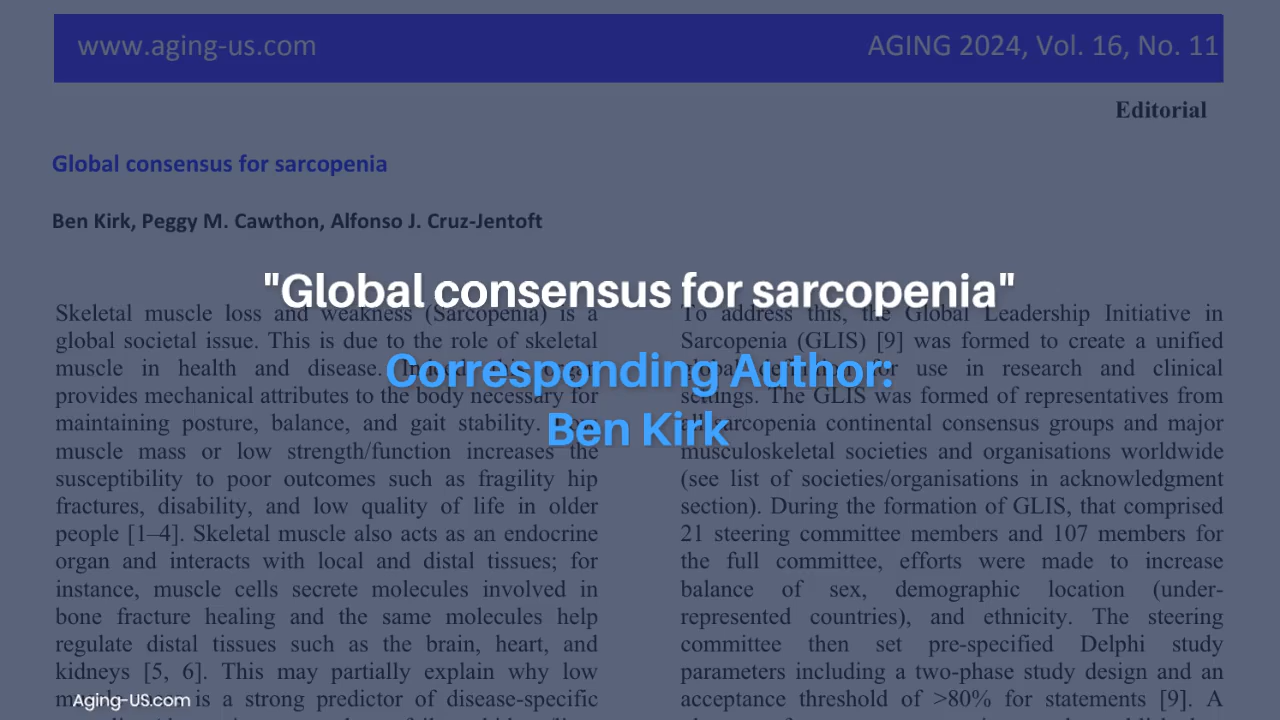 www.aging-us.com
AGING 2024, Vol. 16, No. 11
Editorial
Global consensus for sarcopenia
Ben Kirk, Peggy M. Cawthon, Alfonso J. Cruz-Jentoft
"Global consensus for sarcopenia"
Corresponding Author:
Ben Kirk
Skeletal muscle loss and weakness (Sarcopenia) is a
global societal issue. This is due to the role of skeletal
muscle in health and disease.
provides mechanical attributes to the body necessary for
maintaining posture, balance, and gait stability.
muscle mass or low strength/function increases the
susceptibility to poor outcomes such as fragility hip
fractures, disability, and low quality of life in older
people [1–4]. Skeletal muscle also acts as an endocrine
organ and interacts with local and distal tissues; for
instance, muscle cells secrete molecules involved in
bone fracture healing and the same molecules help
regulate distal tissues such as the brain, heart, and
kidneys [5, 6]. This may partially explain why low
is a strong predictor of disease-specific
To address this, the Global Leadership Initiative in
Sarcopenia (GLIS) [9] was formed to create a unified
global definition for use in research and clinical
settings. The GLIS was formed of representatives from
all sarcopenia continental consensus groups and major
musculoskeletal societies and organisations worldwide
(see list of societies/organisations in acknowledgment
section). During the formation of GLIS, that comprised
21 steering committee members and 107 members for
the full committee, efforts were made to increase
balance of sex, demographic location (under-
represented countries), and ethnicity. The steering
committee then set pre-specified Delphi study
parameters including a two-phase study design and an
acceptance threshold of >80% for statements [9]. A
Aging-US.com